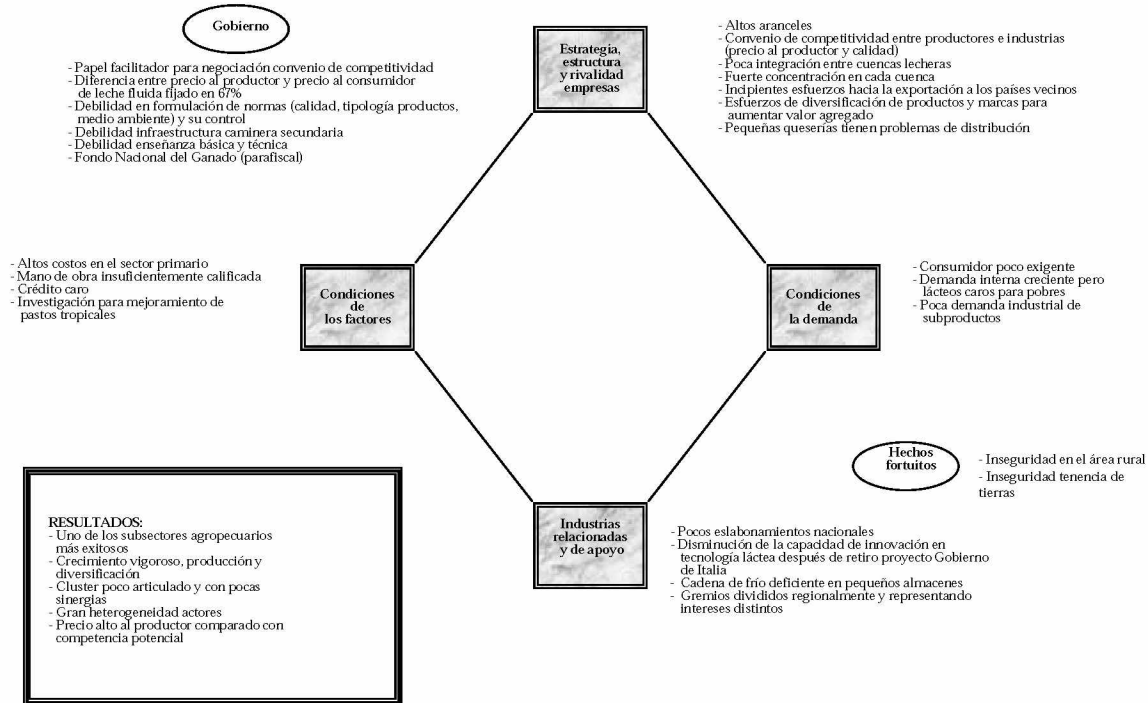 Gobierno
- Papel facilitador para negociación convenio de competitividad
- Diferencia entre precio al productor y precio al consumidor
de leche fluida fijado en 67%
- Debilidad en formulación de normas (calidad, tipología productos,
medio ambiente) y su control
- Debilidad infraestructura caminera secundaria
- Debilidad enseñanza básica y técnica
- Fondo Nacional del Ganado (parafiscal)
Estrategia,
estructura
y rivalidad
empresas
- Altos aranceles
- Convenio de competitividad entre productores e industrias
(precio al productor y calidad)
- Poca integración entre cuencas lecheras
- Fuerte concentración en cada cuenca
- Incipientes esfuerzos hacia la exportación a los países vecinos
- Esfuerzos de diversificación de productos y marcas para
aumentar valor agregado
- Pequeñas queserías tienen problemas de distribución
- Altos costos en el sector primario
- Mano de obra insuficientemente calificada
- Crédito caro
- Investigación para mejoramiento de
pastos tropicales
Condiciones
de
los factores
Condiciones
de
la demanda
- Consumidor poco exigente
- Demanda interna creciente pero
lácteos caros para pobres
- Poca demanda industrial de
subproductos
Hechos
fortuitos
- Inseguridad en el área rural
- Inseguridad tenencia de
tierras
RESULTADOS:
- Uno de los subsectores agropecuarios
más exitosos
- Crecimiento vigoroso, producción y
diversificación
- Cluster poco articulado y con pocas
sinergias
- Gran heterogeneidad actores
- Precio alto al productor comparado con
competencia potencial
Industrias
relacionadas
y de apoyo
- Pocos eslabonamientos nacionales
- Disminución de la capacidad de innovación en
tecnología láctea después de retiro proyecto Gobierno
de Italia
- Cadena de frío deficiente en pequeños almacenes
- Gremios divididos regionalmente y representando
intereses distintos